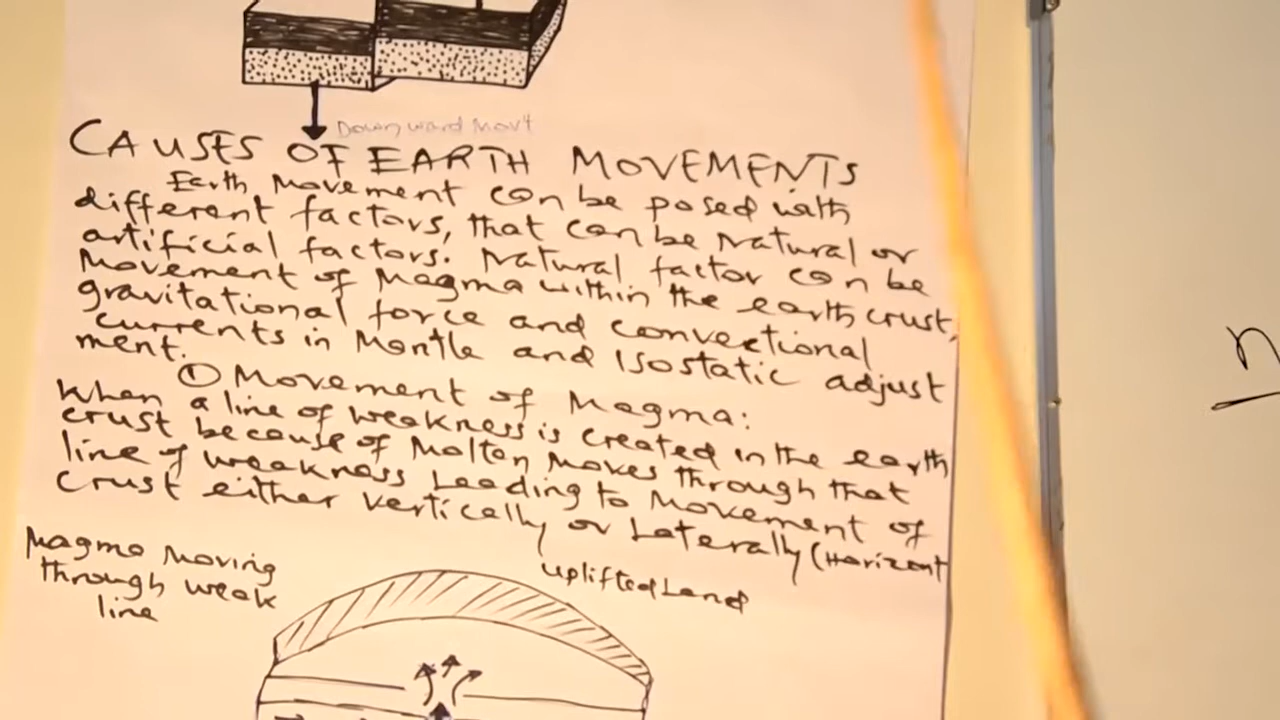 Downward Mov't
CAUSES OF EARTH MOVEMENTS
Earth Movement can be posed with
different factors, that can be Natural or
artificial factors. Natural factor can be
Movement of Magma within the earth crust,
gravitational force and convectional
currents in Mantle and Isostatic adjust
ment.
① Movement of Magma:
When a line of weakness is created in the earth
crust because of Molten Moves through that
line of weakness Leading to Movement of
Crust either vertically or Laterally (Horizont
Magma Moving
through weak
line
uplifted Land
n